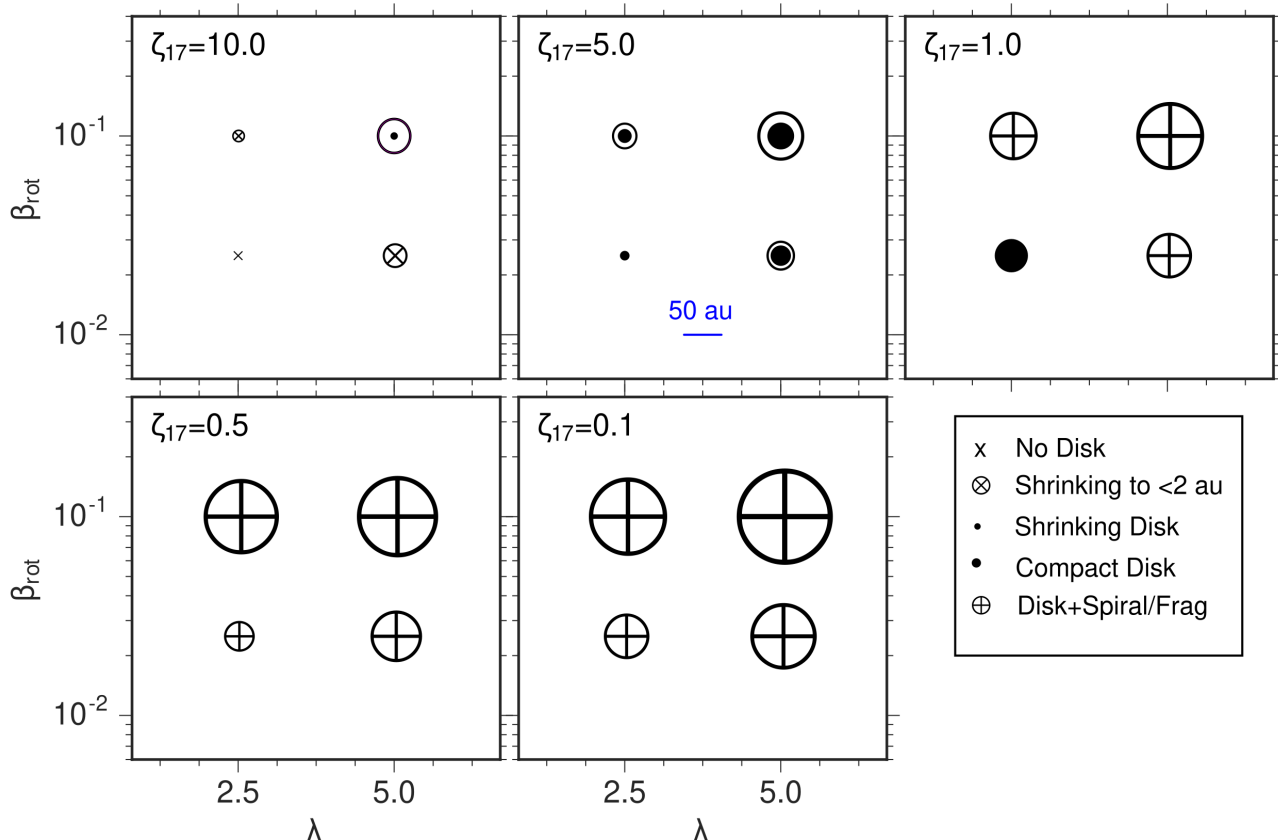 ζ17=10.0
ζ17=5.0
ζ17=1.0
10-1
βrot
50 au
10-2
ζ17=0.5
ζ17=0.1
x No Disk
Shrinking to <2 au
Shrinking Disk
Compact Disk
Disk+Spiral/Frag
10-1
βrot
10-2
2.5 5.0 2.5 5.0
λ λ